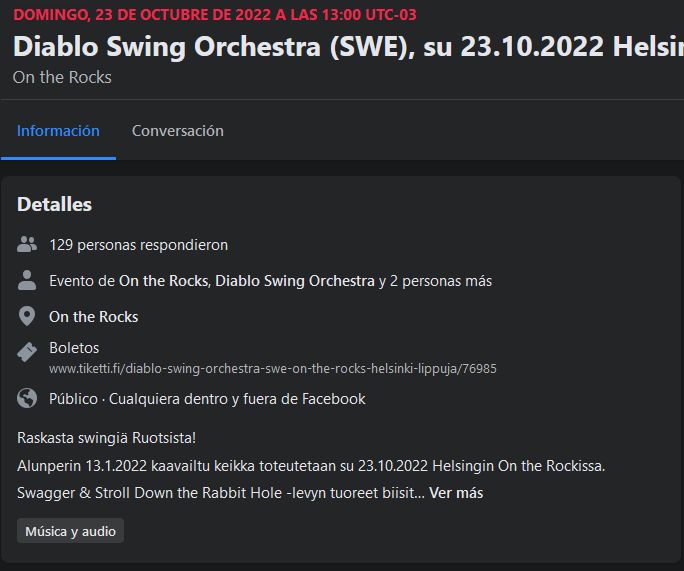 DOMINGO, 23 DE OCTUBRE DE 2022 A LAS 13:00 UTC-03
Diablo Swing Orchestra (SWE), su 23.10.2022 Helsin
On the Rocks
Información Conversación
Detalles
129 personas respondieron
Evento de On the Rocks, Diablo Swing Orchestra y 2 personas más
On the Rocks
Boletos
www.tiketti.fi/diablo-swing-orchestra-swe-on-the-rocks-helsinki-lippuja/76985
Público · Cualquiera dentro y fuera de Facebook
Raskasta swingiä Ruotsista!
Alunperin 13.1.2022 kaavailtu keikka toteutetaan su 23.10.2022 Helsingin On the Rockissa.
Swagger & Stroll Down the Rabbit Hole -levyn tuoreet biisit... Ver más
Música y audio